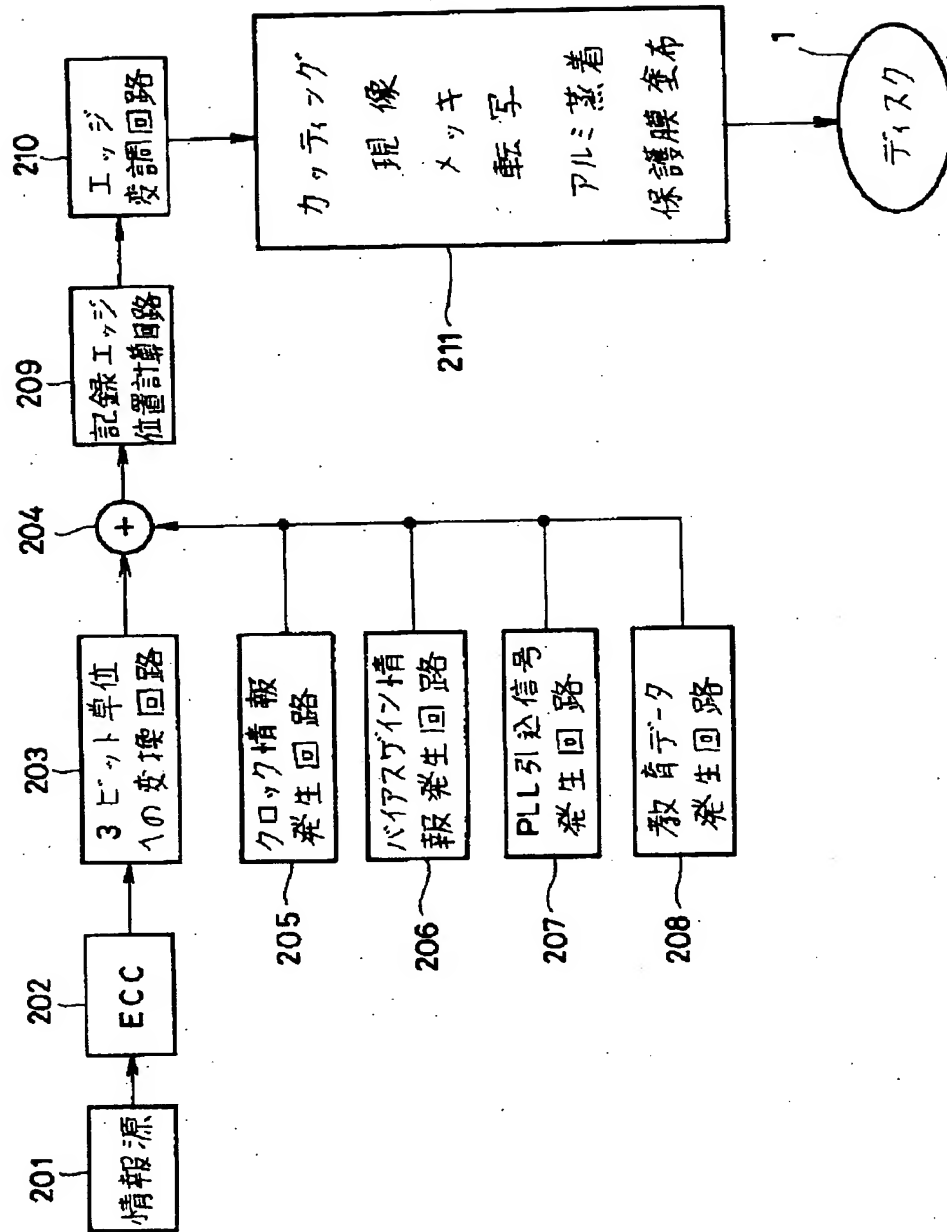 201
情報源
202
ECC
203
3ビット単位
への変換回路
204
+
205
クロック情報
発生回路
206
バイアスゲイン情
報発生回路
207
PLL引込信号
発生回路
208
教育データ
発生回路
209
記録エッジ
位置計算回路
210
エッジ
変調回路
211
カッティング
現像
メッキ
転写
アルミ蒸着
保護膜塗布
1
ディスク